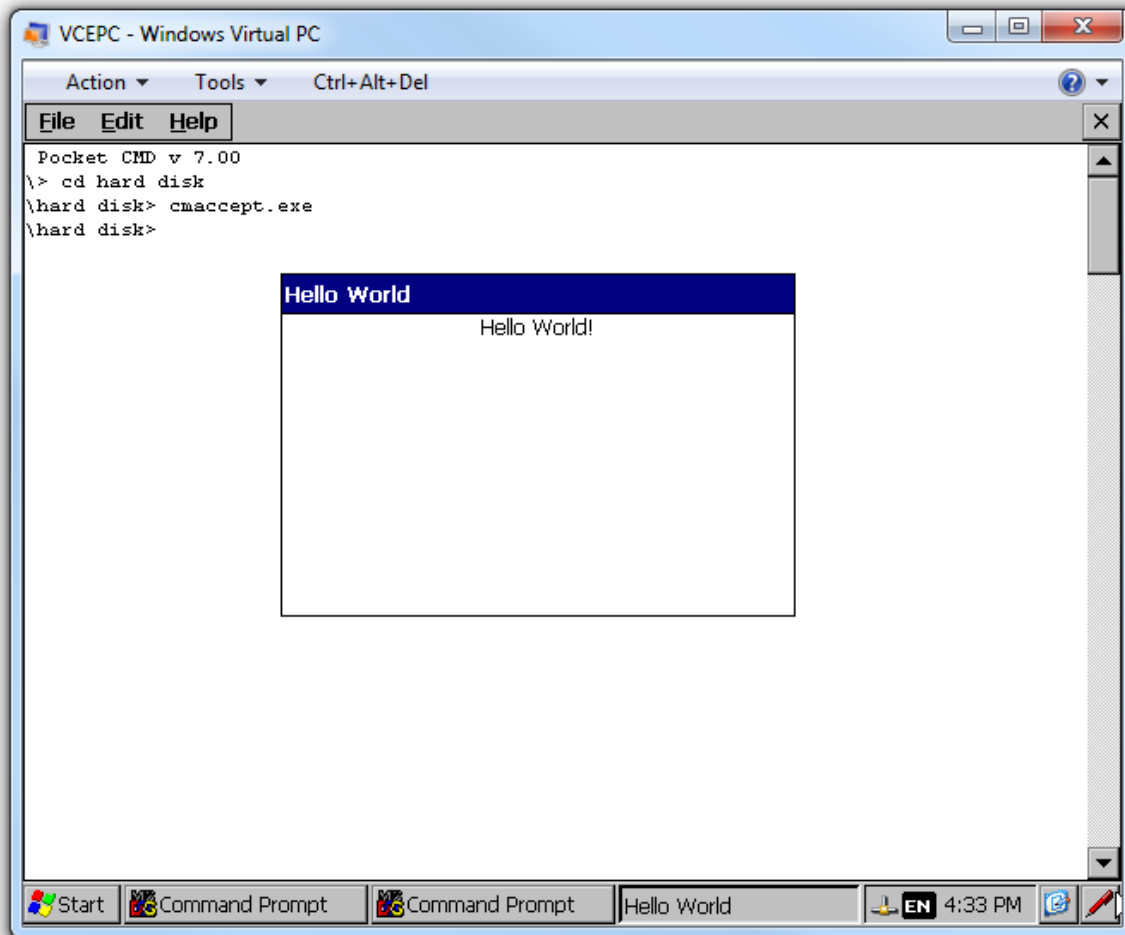 VCEPC - Windows Virtual PC
Action Tools Ctrl+Alt+Del
File Edit Help
Pocket CMD v 7.00
\> cd hard disk
\hard disk> cmaccept.exe
\hard disk>
Hello World
Hello World!
Start Command Prompt Command Prompt Hello World EN 4:33 PM